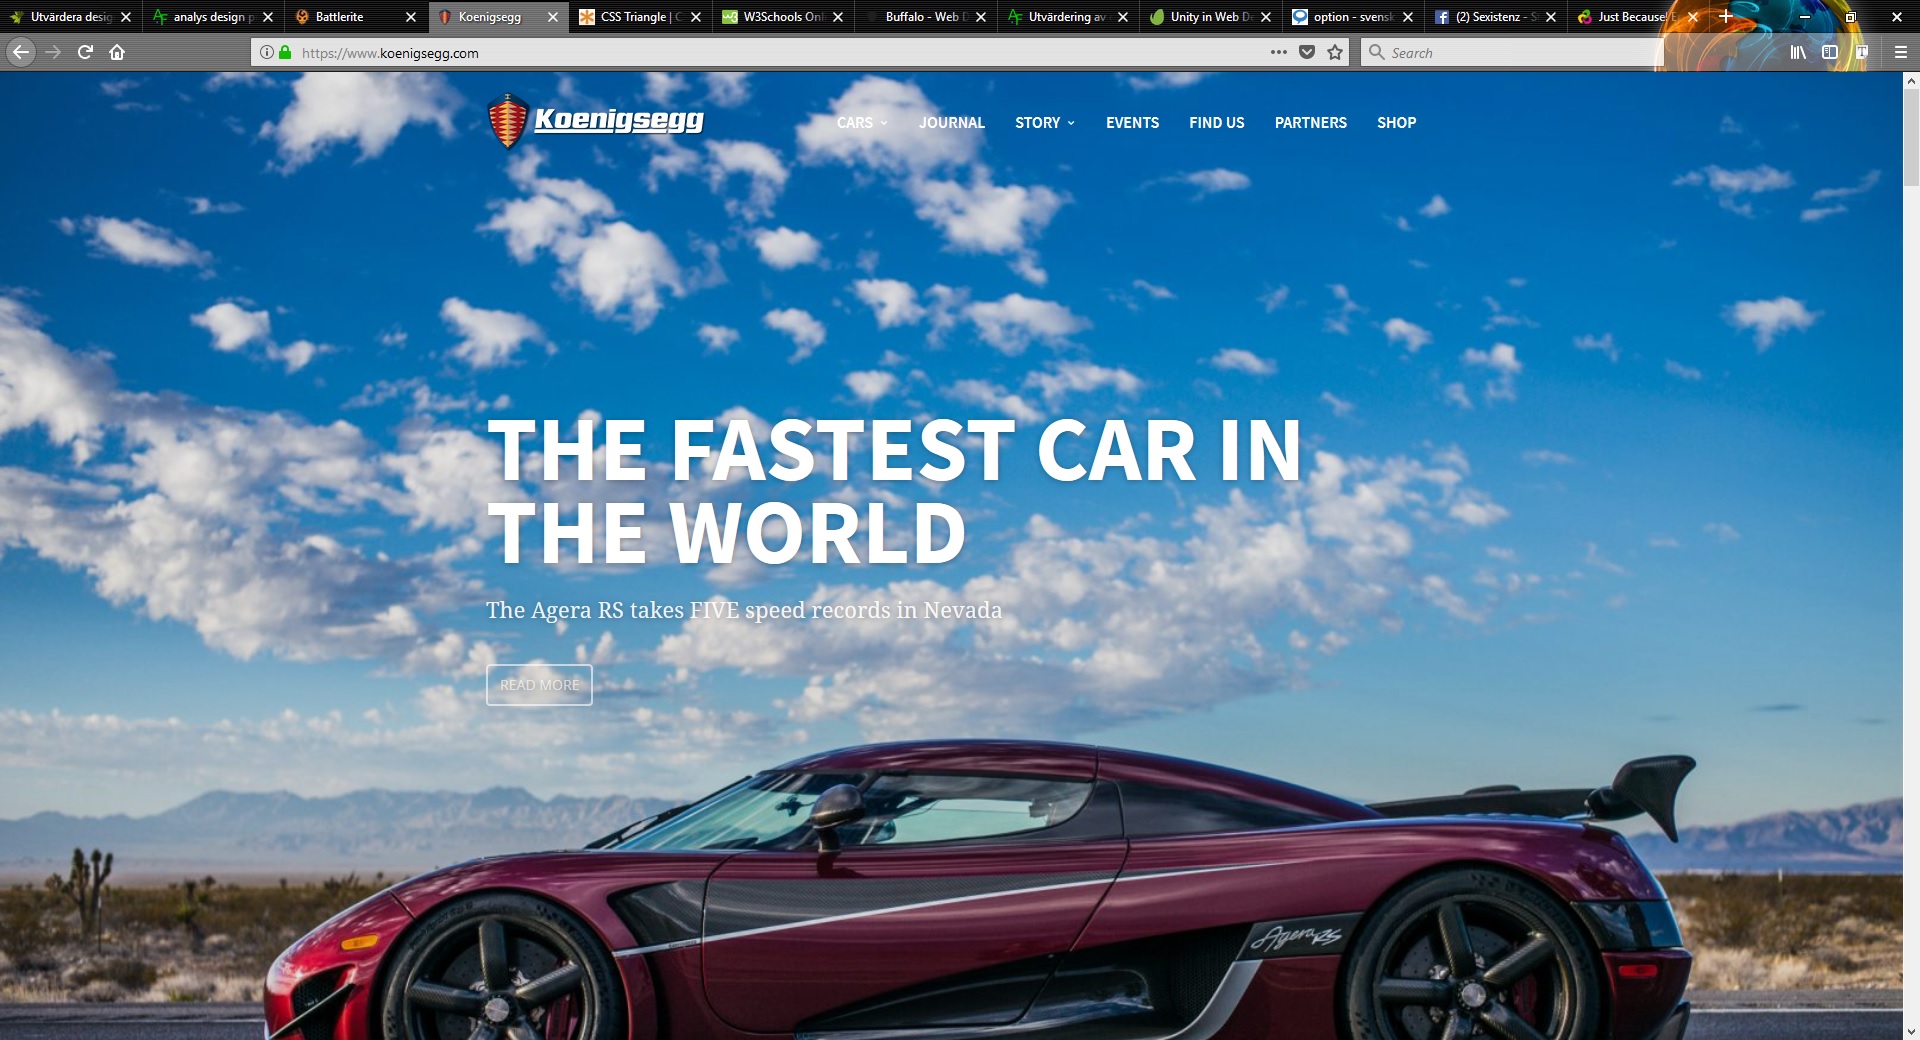 Utvärdera desig
analys design p
Battlerite
Koenigsegg
CSS Triangle | C
W3Schools Onl
Buffalo - Web D
Utvärdering av
Unity in Web De
option - svensk
(2) Sexistenz - S
Just Because! E
https://www.koenigsegg.com
Search
Koenigsegg
CARS
JOURNAL
STORY
EVENTS
FIND US
PARTNERS
SHOP
THE FASTEST CAR IN
THE WORLD
The Agera RS takes FIVE speed records in Nevada
READ MORE
Agera RS